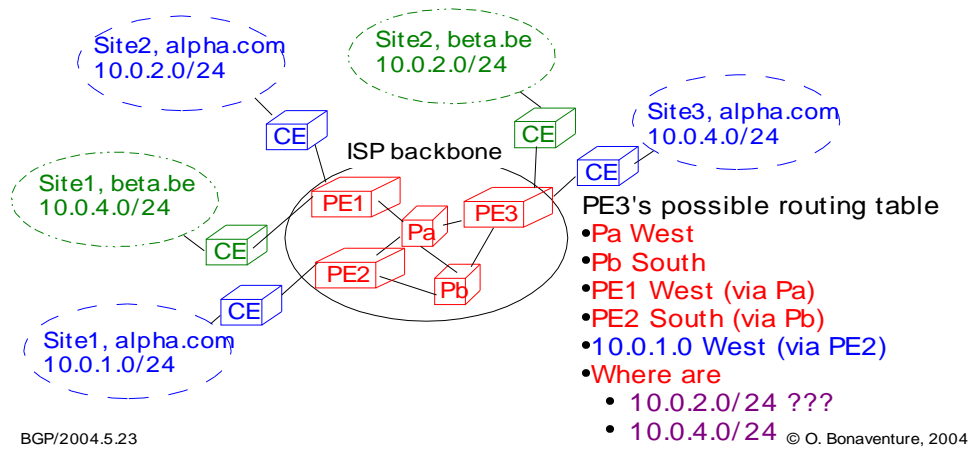 Site2, alpha.com
10.0.2.0/24
Site2, beta.be
10.0.2.0/24
Site3, alpha.com
10.0.4.0/24
CE
CE
CE
ISP backbone
Site1, beta.be
10.0.4.0/24
PE1
PE3
Pa
CE
PE2
Pb
CE
Site1, alpha.com
10.0.1.0/24
PE3's possible routing table
•Pa West
•Pb South
•PE1 West (via Pa)
•PE2 South (via Pb)
•10.0.1.0 West (via PE2)
•Where are
• 10.0.2.0/24 ???
• 10.0.4.0/24
BGP/2004.5.23
© O. Bonaventure, 2004